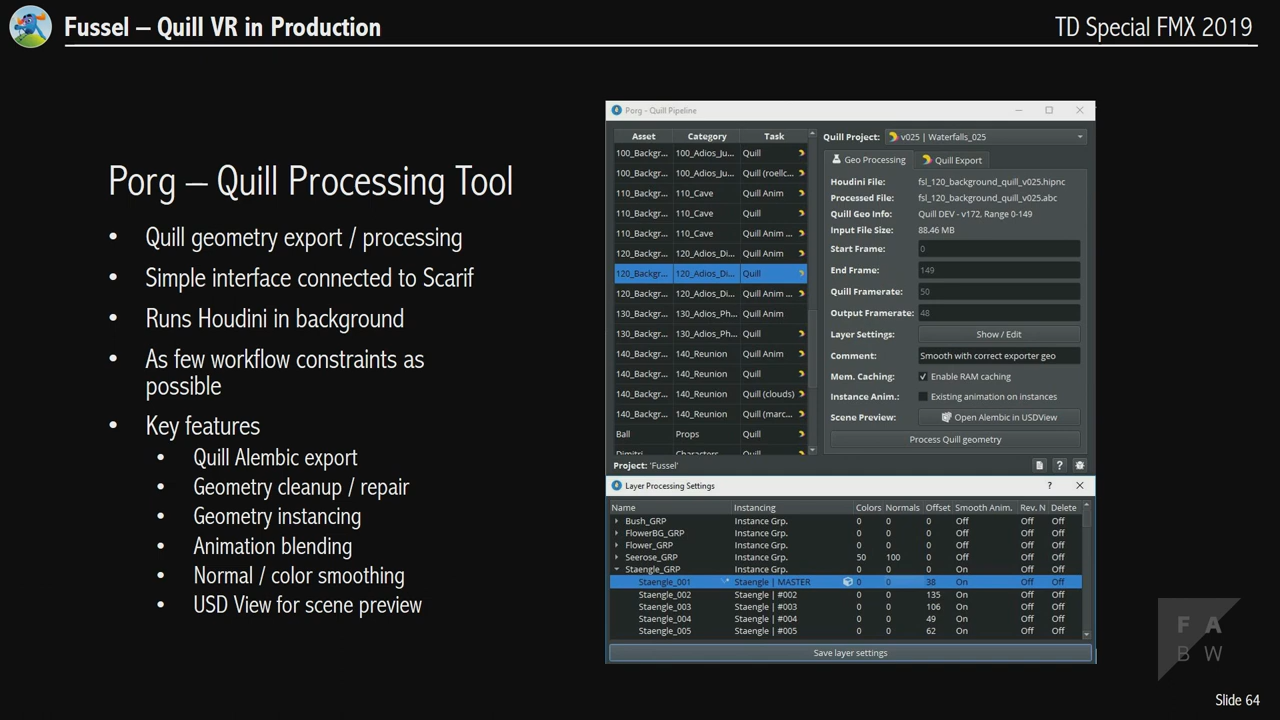 Fussel – Quill VR in Production
TD Special FMX 2019
Porg – Quill Processing Tool
• Quill geometry export / processing
• Simple interface connected to Scarif
• Runs Houdini in background
• As few workflow constraints as
possible
• Key features
• Quill Alembic export
• Geometry cleanup / repair
• Geometry instancing
• Animation blending
• Normal / color smoothing
• USD View for scene preview
Porg - Quill Pipeline
Asset Category Task
100_Backgr... 100_Adios_Ju... Quill
100_Backgr... 100_Adios_Ju... Quill (roellc...
110_Backgr... 110_Cave Quill Anim
110_Backgr... 110_Cave Quill
110_Backgr... 110_Cave Quill Anim ...
120_Backgr... 120_Adios_Di... Quill Anim
120_Backgr... 120_Adios_Di... Quill
120_Backgr... 120_Adios_Di... Quill Anim ...
130_Backgr... 130_Adios_Ph... Quill Anim
130_Backgr... 130_Adios_Ph... Quill
140_Backgr... 140_Reunion Quill Anim
140_Backgr... 140_Reunion Quill
140_Backgr... 140_Reunion Quill (clouds)
140_Backgr... 140_Reunion Quill (marc...
Ball Props Quill
Dimitri Characters Quill
Quill Project: v025 | Waterfalls_025
Geo Processing Quill Export
Houdini File: fsl_120_background_quill_v025.hipnc
Processed File: fsl_120_background_quill_v025.abc
Quill Geo Info: Quill DEV - v172, Range 0-149
Input File Size: 88.46 MB
Start Frame: 0
End Frame: 149
Quill Framerate: 50
Output Framerate: 48
Layer Settings: Show / Edit
Comment: Smooth with correct exporter geo
Mem. Caching: Enable RAM caching
Instance Anim.: Existing animation on instances
Scene Preview: Open Alembic in USDView
Process Quill geometry
Project: 'Fussel'
Layer Processing Settings
Name Instancing Colors Normals Offset Smooth Anim. Rev. N Delete
Bush_GRP Instance Grp. 0 0 0 Off Off Off
FlowerBG_GRP Instance Grp. 0 0 0 Off Off Off
Flower_GRP Instance Grp. 0 0 0 Off Off Off
Seerose_GRP Instance Grp. 50 100 0 Off Off Off
Staengle_GRP Instance Grp. 0 0 0 On Off Off
Staengle_001 Staengle | MASTER 0 0 38 On Off Off
Staengle_002 Staengle | #002 135 On Off Off
Staengle_003 Staengle | #003 106 On Off Off
Staengle_004 Staengle | #004 49 On Off Off
Staengle_005 Staengle | #005 62 On Off Off
Save layer settings
F A
B W
Slide 64